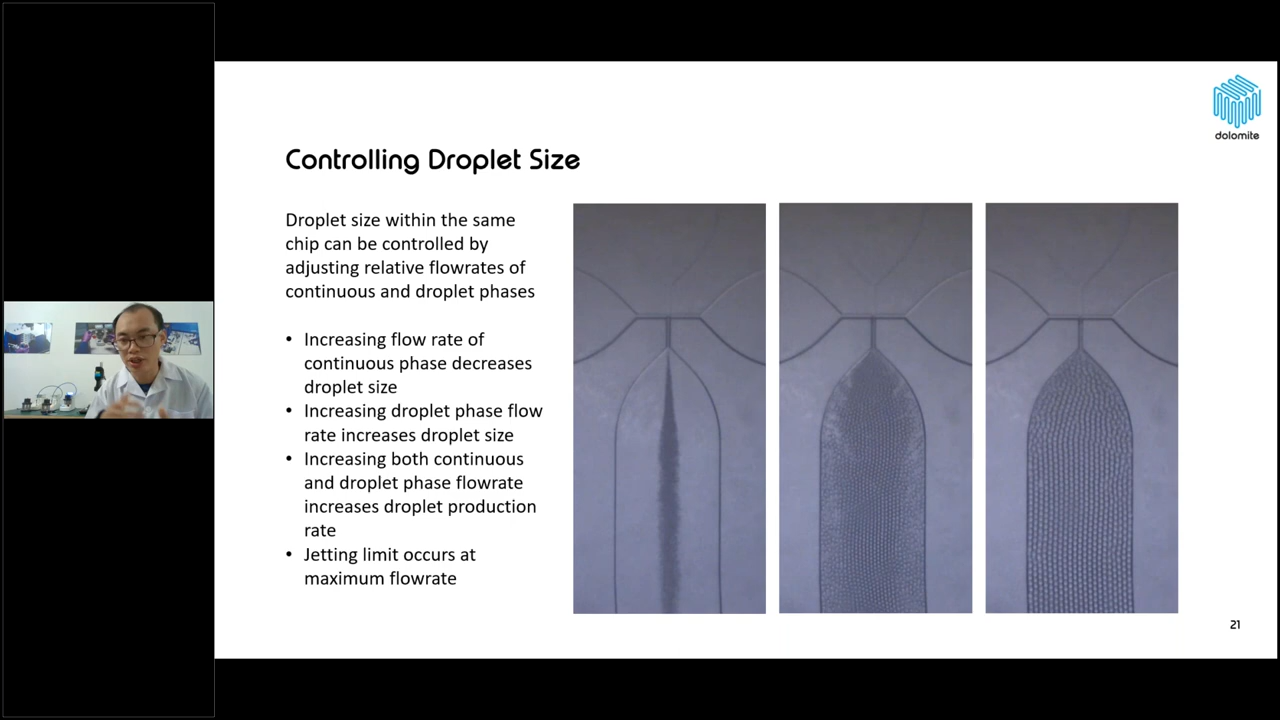 dolomite
Controlling Droplet Size
Droplet size within the same
chip can be controlled by
adjusting relative flowrates of
continuous and droplet phases
• Increasing flow rate of
continuous phase decreases
droplet size
• Increasing droplet phase flow
rate increases droplet size
• Increasing both continuous
and droplet phase flowrate
increases droplet production
rate
• Jetting limit occurs at
maximum flowrate
21